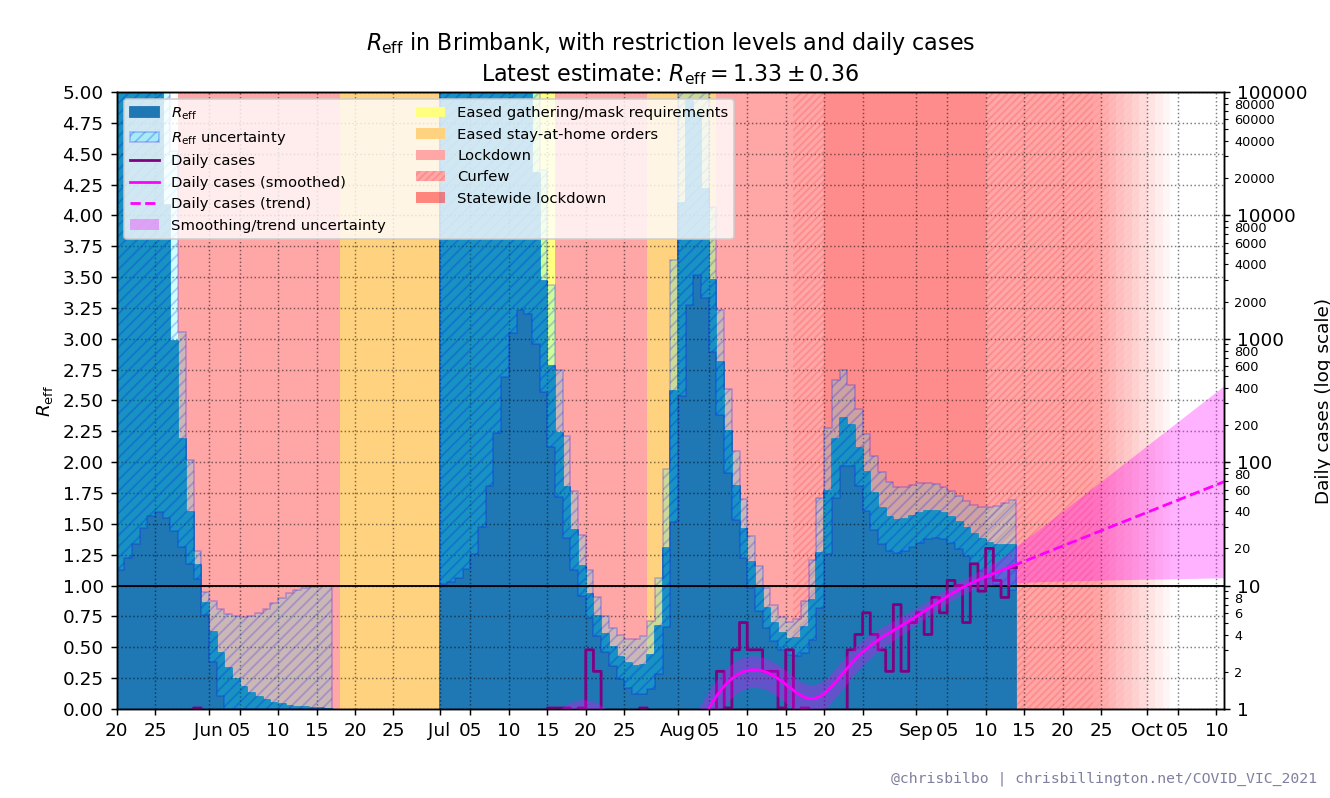 R_eff in Brimbank, with restriction levels and daily cases
Latest estimate: R_eff = 1.33 ± 0.36
R_eff
R_eff uncertainty
Daily cases
Daily cases (smoothed)
Daily cases (trend)
Smoothing/trend uncertainty
Eased gathering/mask requirements
Eased stay-at-home orders
Lockdown
Curfew
Statewide lockdown
R_eff
5.00
4.75
4.50
4.25
4.00
3.75
3.50
3.25
3.00
2.75
2.50
2.25
2.00
1.75
1.50
1.25
1.00
0.75
0.50
0.25
0.00
100000
80000
60000
40000
20000
10000
8000
6000
4000
2000
1000
800
600
400
200
100
80
60
40
20
10
8
6
4
2
1
Daily cases (log scale)
20 25 Jun 05 10 15 20 25 Jul 05 10 15 20 25 Aug 05 10 15 20 25 Sep 05 10 15 20 25 Oct 05 10
@chrisbilbo | chrisbillington.net/COVID_VIC_2021